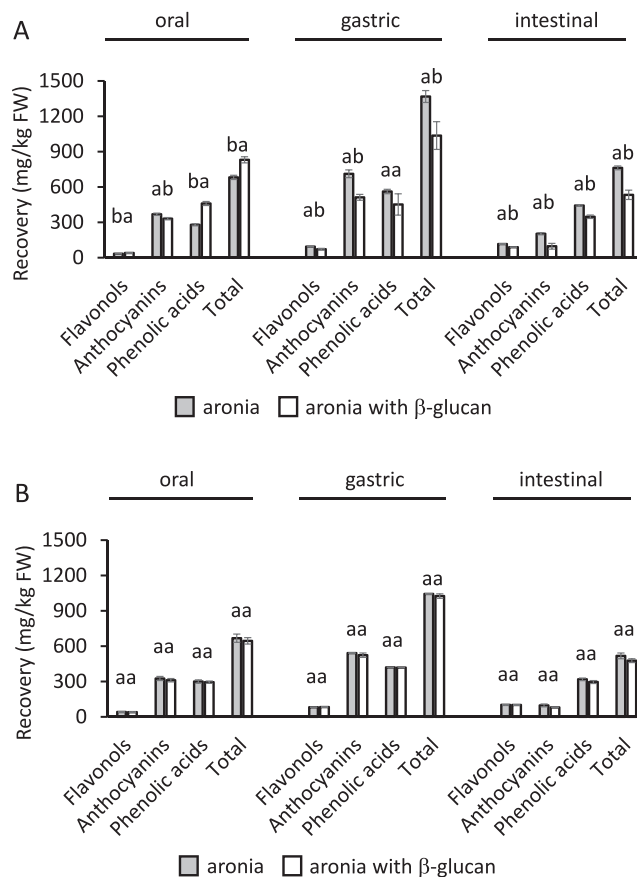 A
oral gastric intestinal
Recovery (mg/kg FW)
1500
1200
900
600
300
0
ba ab ba ba ab ab aa ab ab ab ab ab
Flavonols Anthocyanins Phenolic acids Total Flavonols Anthocyanins Phenolic acids Total Flavonols Anthocyanins Phenolic acids Total
aronia aronia with β-glucan
B
oral gastric intestinal
Recovery (mg/kg FW)
1500
1200
900
600
300
0
aa aa aa aa aa aa aa aa aa aa aa aa
Flavonols Anthocyanins Phenolic acids Total Flavonols Anthocyanins Phenolic acids Total Flavonols Anthocyanins Phenolic acids Total
aronia aronia with β-glucan